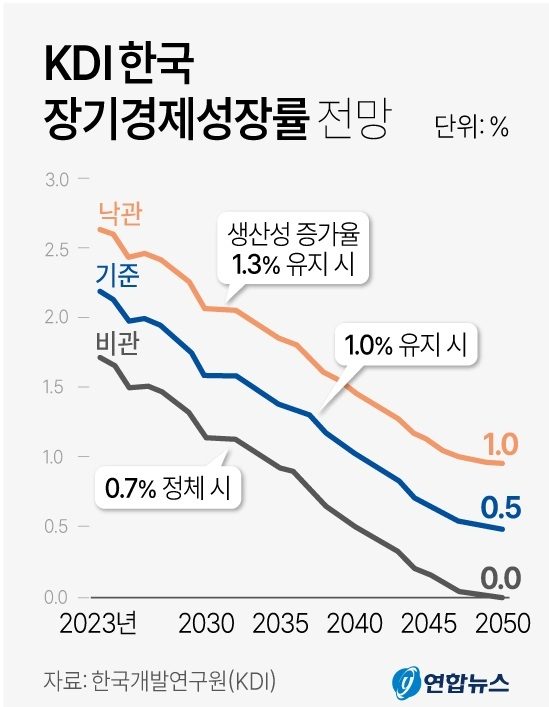 KDI 한국
장기경제성장률 전망
단위: %
3.0
2.5
2.0
1.5
1.0
0.5
0.0
낙관
기준
비관
생산성 증가율
1.3% 유지 시
1.0% 유지 시
0.7% 정체 시
1.0
0.5
0.0
2023년 2030 2035 2040 2045 2050
자료: 한국개발연구원(KDI)
연합뉴스